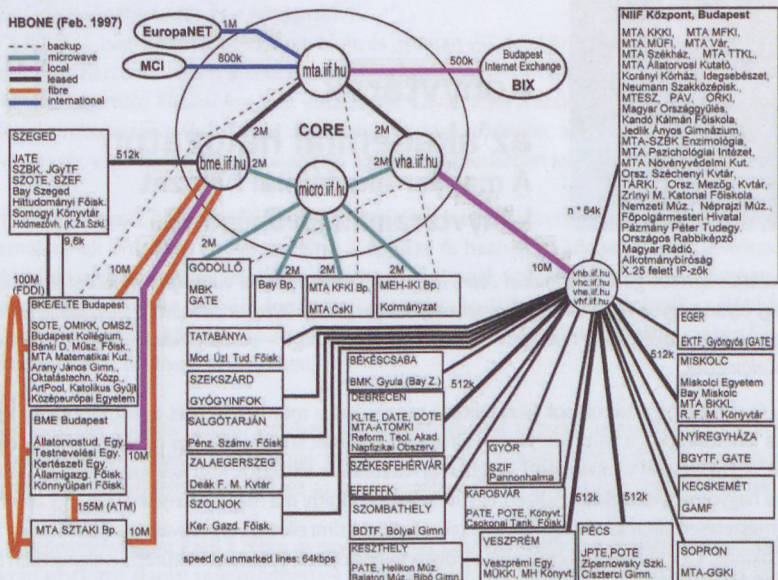 HBONE (Feb. 1997)
backup
microwave
local
leased
fibre
international
EuropaNET
1M
MCI
800k
mta.iif.hu
500k
Budapest
Internet Exchange
BIX
2M
2M
CORE
bme.iif.hu
2M
2M
vha.iif.hu
2M
micro.iif.hu
512k
SZEGED
JATE
SZBK, JGyTF
SZOTE, SZEF
Bay Szeged
Hittudományi Főisk.
Somogyi Könyvtár
Hódmezőv. (K.Zs.Szki.)
9,6k
100M
(FDDI)
10M
2M
2M
2M
2M
GÖDÖLLŐ
MBK
GATE
Bay Bp.
MTA KFKI Bp.
MTA CsKI
MEH-IKI Bp.
Kormányzat
NIIF Központ, Budapest
MTA KKKI, MTA MFKI,
MTA MÜFI, MTA Vár,
MTA Székház, MTA TTKL,
MTA Állatorvosi Kutató,
Korányi Kórház, Idegsebészet,
Neumann Szakközépisk.,
MTESZ, PAV, ORKI,
Magyar Országgyűlés,
Kandó Kálmán Főiskola,
Jedlik Ányos Gimnázium,
MTA-SZBK Enzimológia,
MTA Pszichológiai Intézet,
MTA Növényvédelmi Kut.
Orsz. Széchenyi Kvtár,
TÁRKI, Orsz. Mezőg. Kvtár,
Zrínyi M. Katonai Főiskola
Nemzeti Múz., Néprajzi Múz.,
Főpolgármesteri Hivatal
Pázmány Péter Tudegy.
Országos Rabbiképző
Magyar Rádió,
Alkotmánybíróság
X.25 felett IP-zők
n * 64k
10M
vhb.iif.hu
vhc.iif.hu
vhe.iif.hu
vhf.iif.hu
BKE/ELTE Budapest
SOTE, OMIKK, OMSZ,
Budapest Kollégium,
Bánki D. Műsz. Főisk.,
MTA Matematikai Kut.,
Arany János Gimn.,
Oktatástechn. Közp.,
ArtPool, Katolikus Gyűjt.
Középeurópai Egyetem
BME Budapest
Állatorvostud. Egy.
Testnevelési Egy.
Kertészeti Egy.
Államigazg. Főisk.
Könnyűipari Főisk.
10M
155M (ATM)
MTA SZTAKI Bp.
10M
TATABÁNYA
Mod. Üzl. Tud. Főisk.
SZEKSZÁRD
GYÓGYINFOK
SALGÓTARJÁN
Pénz. Számv. Főisk.
ZALAEGERSZEG
Deák F. M. Kvtár
SZOLNOK
Ker. Gazd. Főisk.
speed of unmarked lines: 64kbps
BÉKÉSCSABA
BMK, Gyula (Bay Z.)
512k
DEBRECEN
KLTE, DATE, DOTE
MTA-ATOMKI
Reform. Teol. Akad.
Napfizikai Obszerv.
SZÉKESFEHÉRVÁR
EFEFFFK
SZOMBATHELY
BDTF, Bolyai Gimn.
KESZTHELY
PATE, Helikon Múz.
Balaton Múz., Bibó Gimn.
GYŐR
SZIF
Pannonhalma
KAPOSVÁR
PATE, POTE, Könyvt.
Csokonai Tank. Főisk.
512k
VESZPRÉM
Veszprémi Egy.
MÜKKI, MH Könyvt.
512k
512k
PÉCS
JPTE,POTE
Zipernowsky Szki.
Ciszterci Gimn.
EGER
EKTF, Gyöngyös (GATE)
512k
MISKOLC
Miskolci Egyetem
Bay Miskolc
MTA BKKL
R. F. M. Könyvtár
NYÍREGYHÁZA
BGYTF, GATE
KECSKEMÉT
GAMF
SOPRON
MTA-GGKI